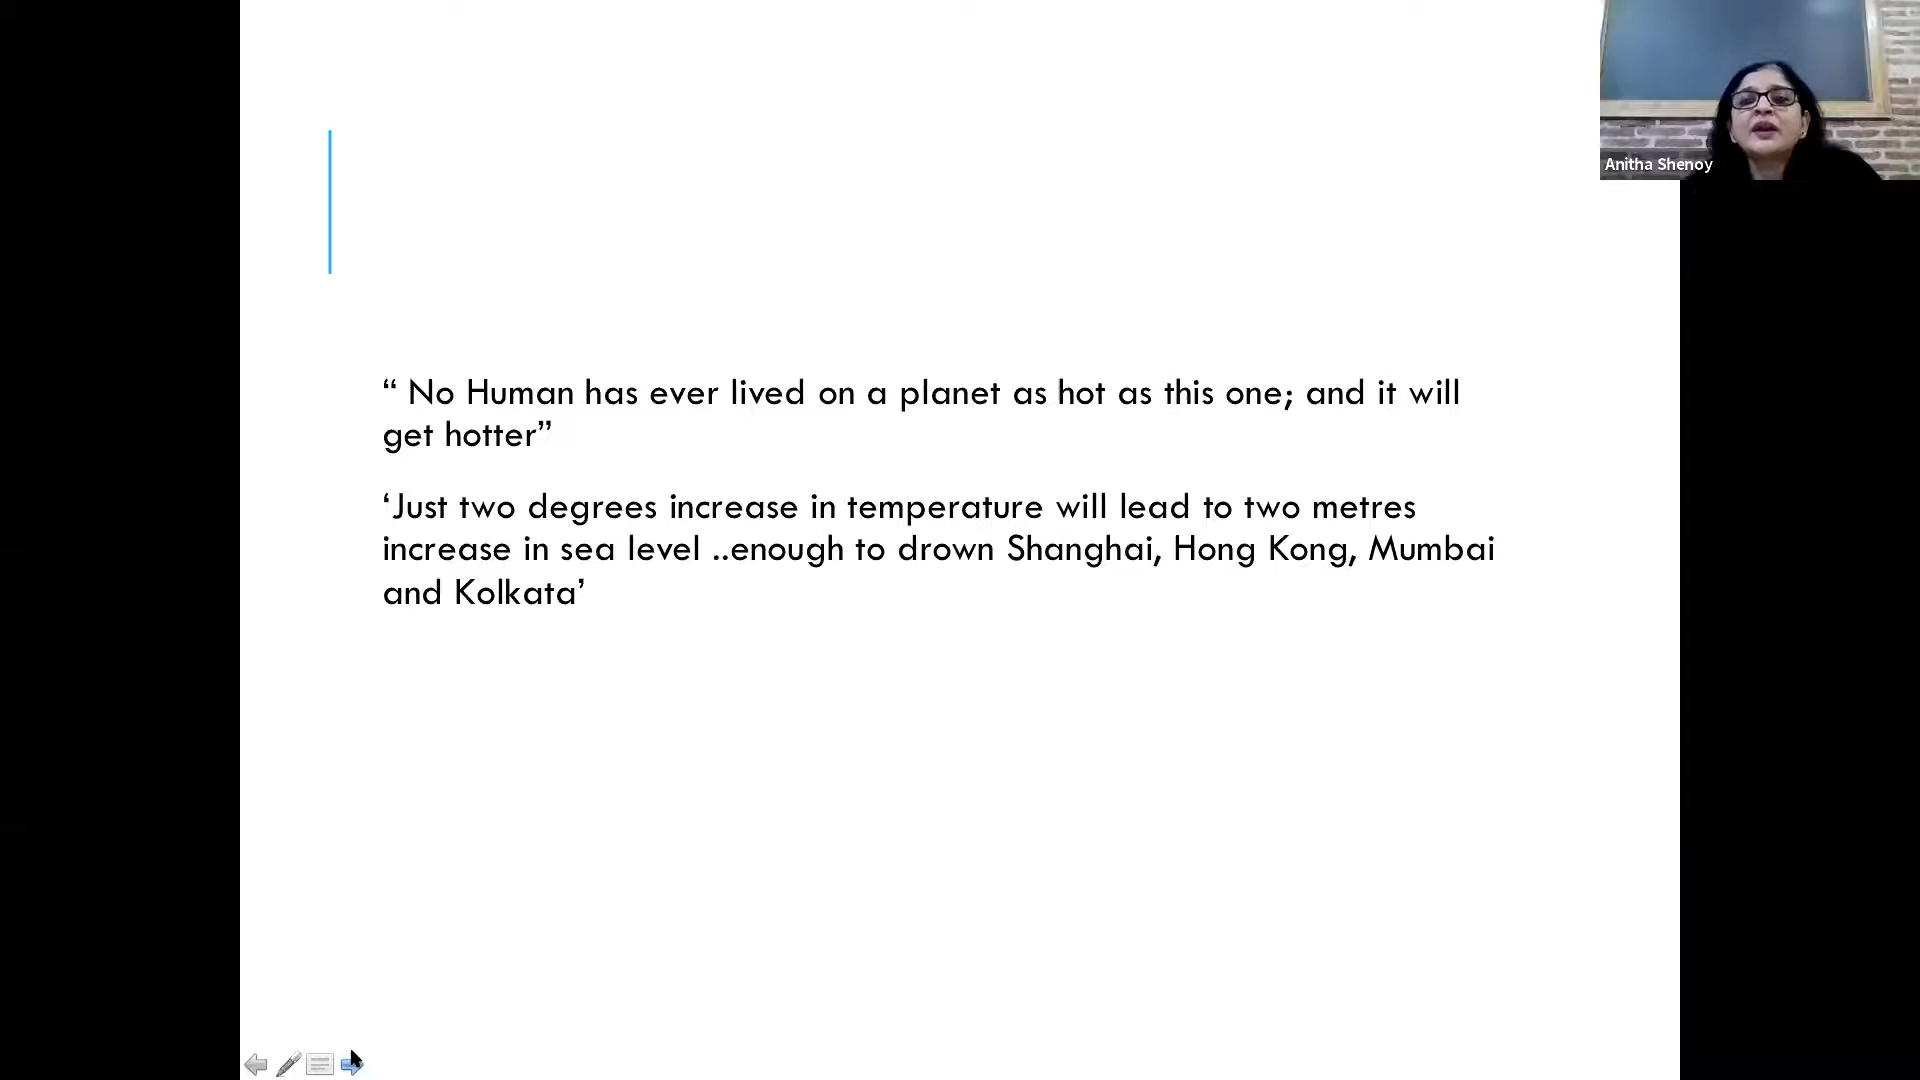 Anitha Shenoy
“ No Human has ever lived on a planet as hot as this one; and it will
get hotter”
‘Just two degrees increase in temperature will lead to two metres
increase in sea level ..enough to drown Shanghai, Hong Kong, Mumbai
and Kolkata’